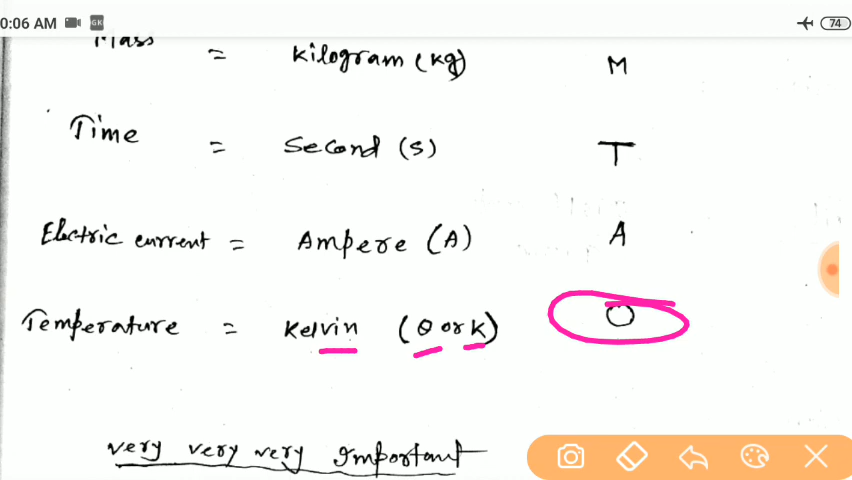 0:06 AM GK 74
Mass = Kilogram (kg) M
Time = Second (s) T
Electric current = Ampere (A) A
Temperature = Kelvin (θ or K) O
very very very Important